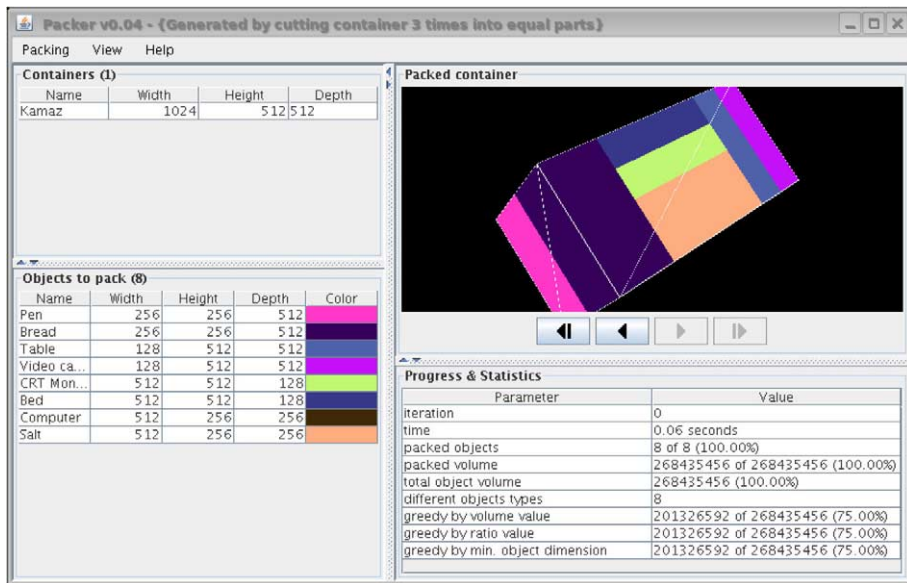 Packer v0.04 - {Generated by cutting container 3 times into equal parts}
Packing View Help
Containers (1)
Name Width Height Depth
Kamaz 1024 512 512
Objects to pack (8)
Name Width Height Depth Color
Pen 256 256 512
Bread 256 256 512
Table 128 512 512
Video ca... 128 512 512
CRT Mon... 512 512 128
Bed 512 512 128
Computer 512 256 256
Salt 512 256 256
Packed container
Progress & Statistics
Parameter Value
iteration 0
time 0.06 seconds
packed objects 8 of 8 (100.00%)
packed volume 268435456 of 268435456 (100.00%)
total object volume 268435456 (100.00%)
different objects types 8
greedy by volume value 201326592 of 268435456 (75.00%)
greedy by ratio value 201326592 of 268435456 (75.00%)
greedy by min. object dimension 201326592 of 268435456 (75.00%)